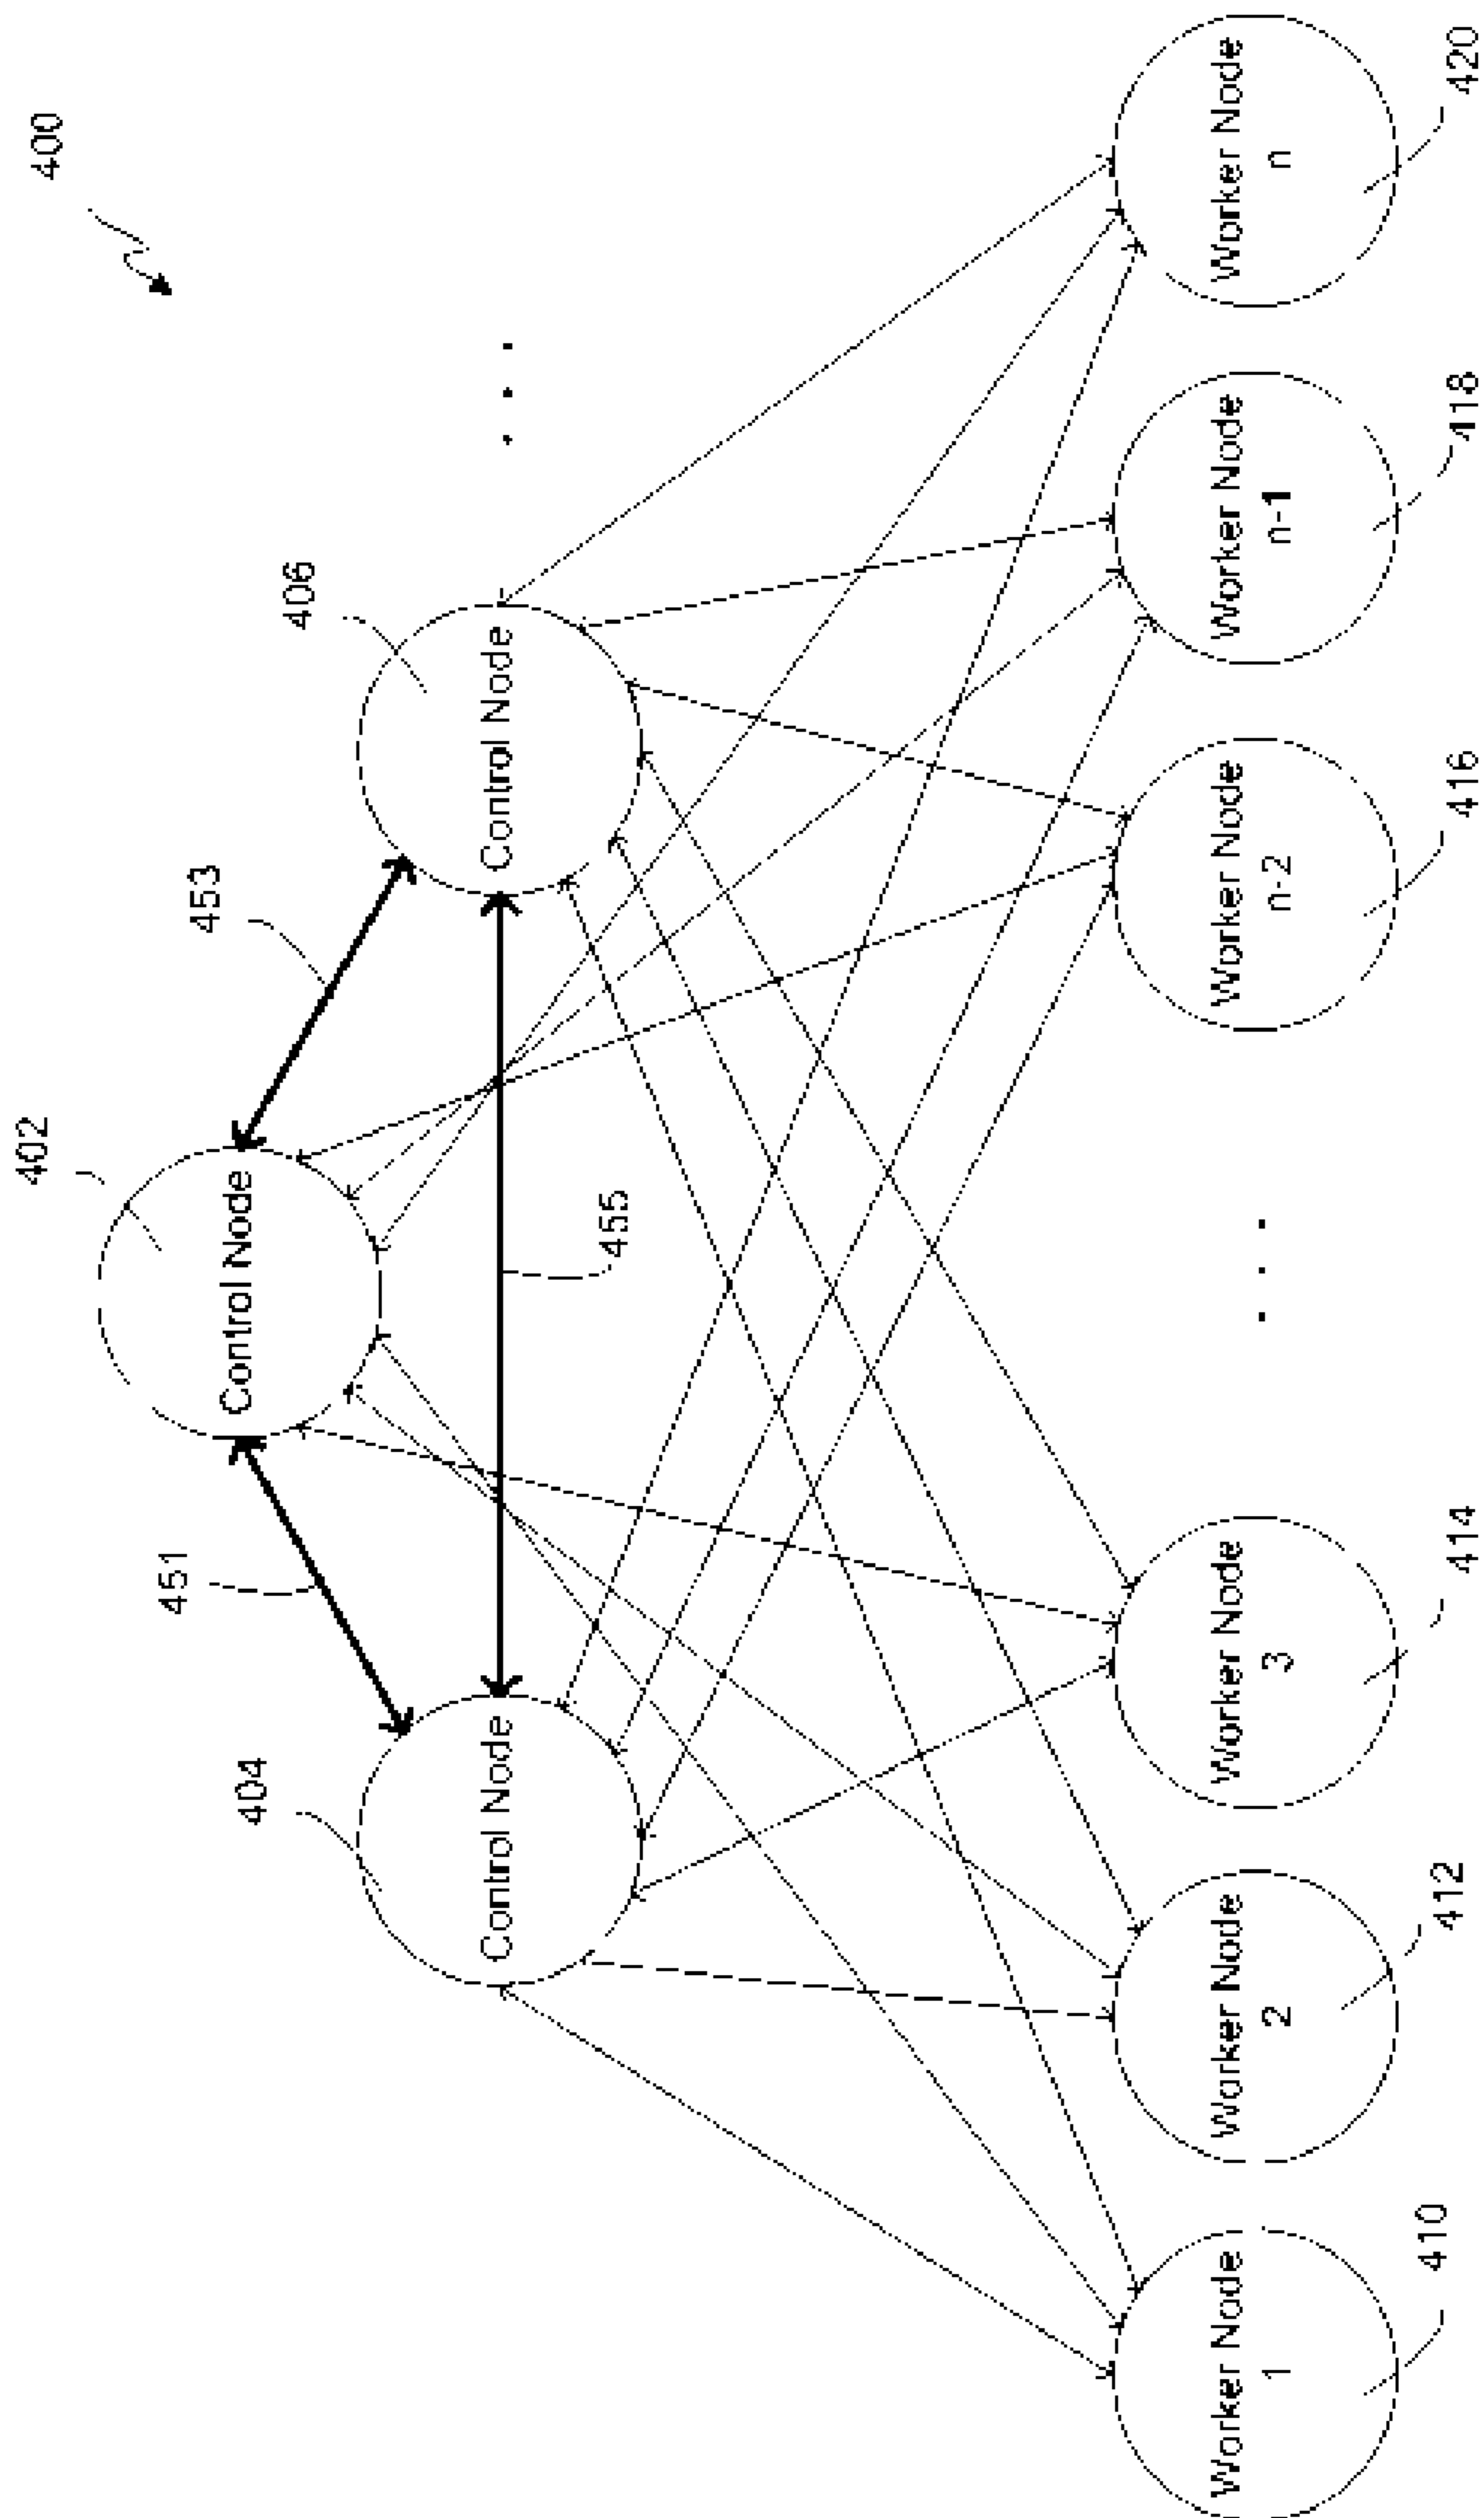 400
402
451
453
404
406
Control Node
Control Node
Control Node
455
. . .
Worker Node
1
Worker Node
2
Worker Node
3
. . .
Worker Node
n-2
Worker Node
n-1
Worker Node
n
410
412
414
416
418
420